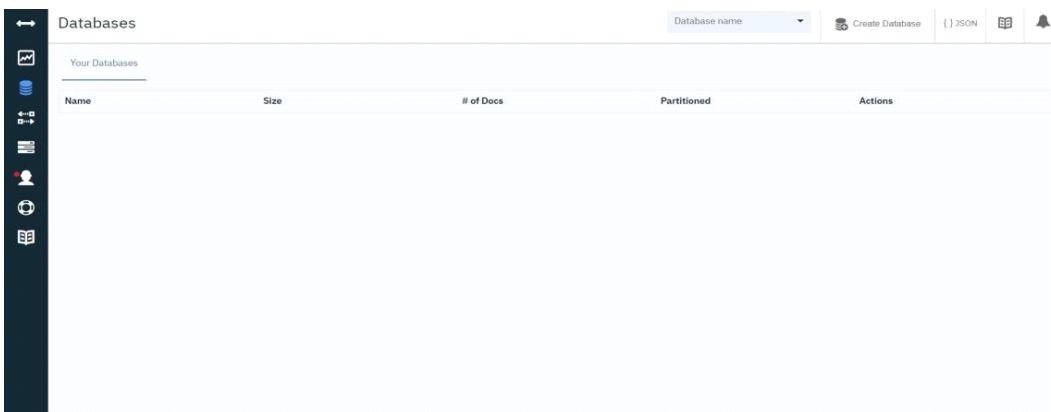 Databases
Database name
Create Database
{ } JSON
Your Databases
Name Size # of Docs Partitioned Actions